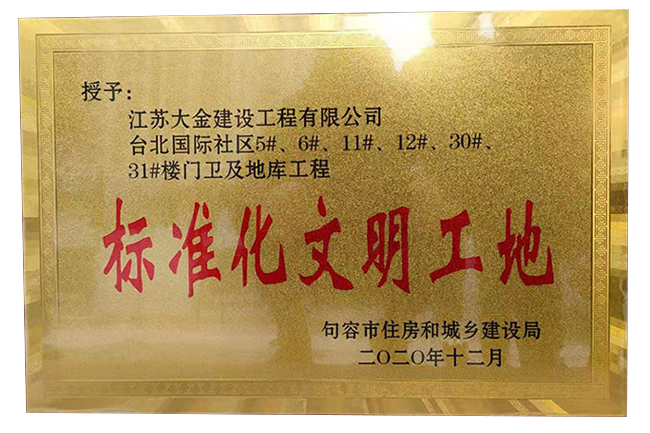 授予：
江苏大金建设工程有限公司
台北国际社区5#、6#、11#、12#、30#、
31#楼门卫及地库工程
标准化文明工地
句容市住房和城乡建设局
二〇二〇年十二月